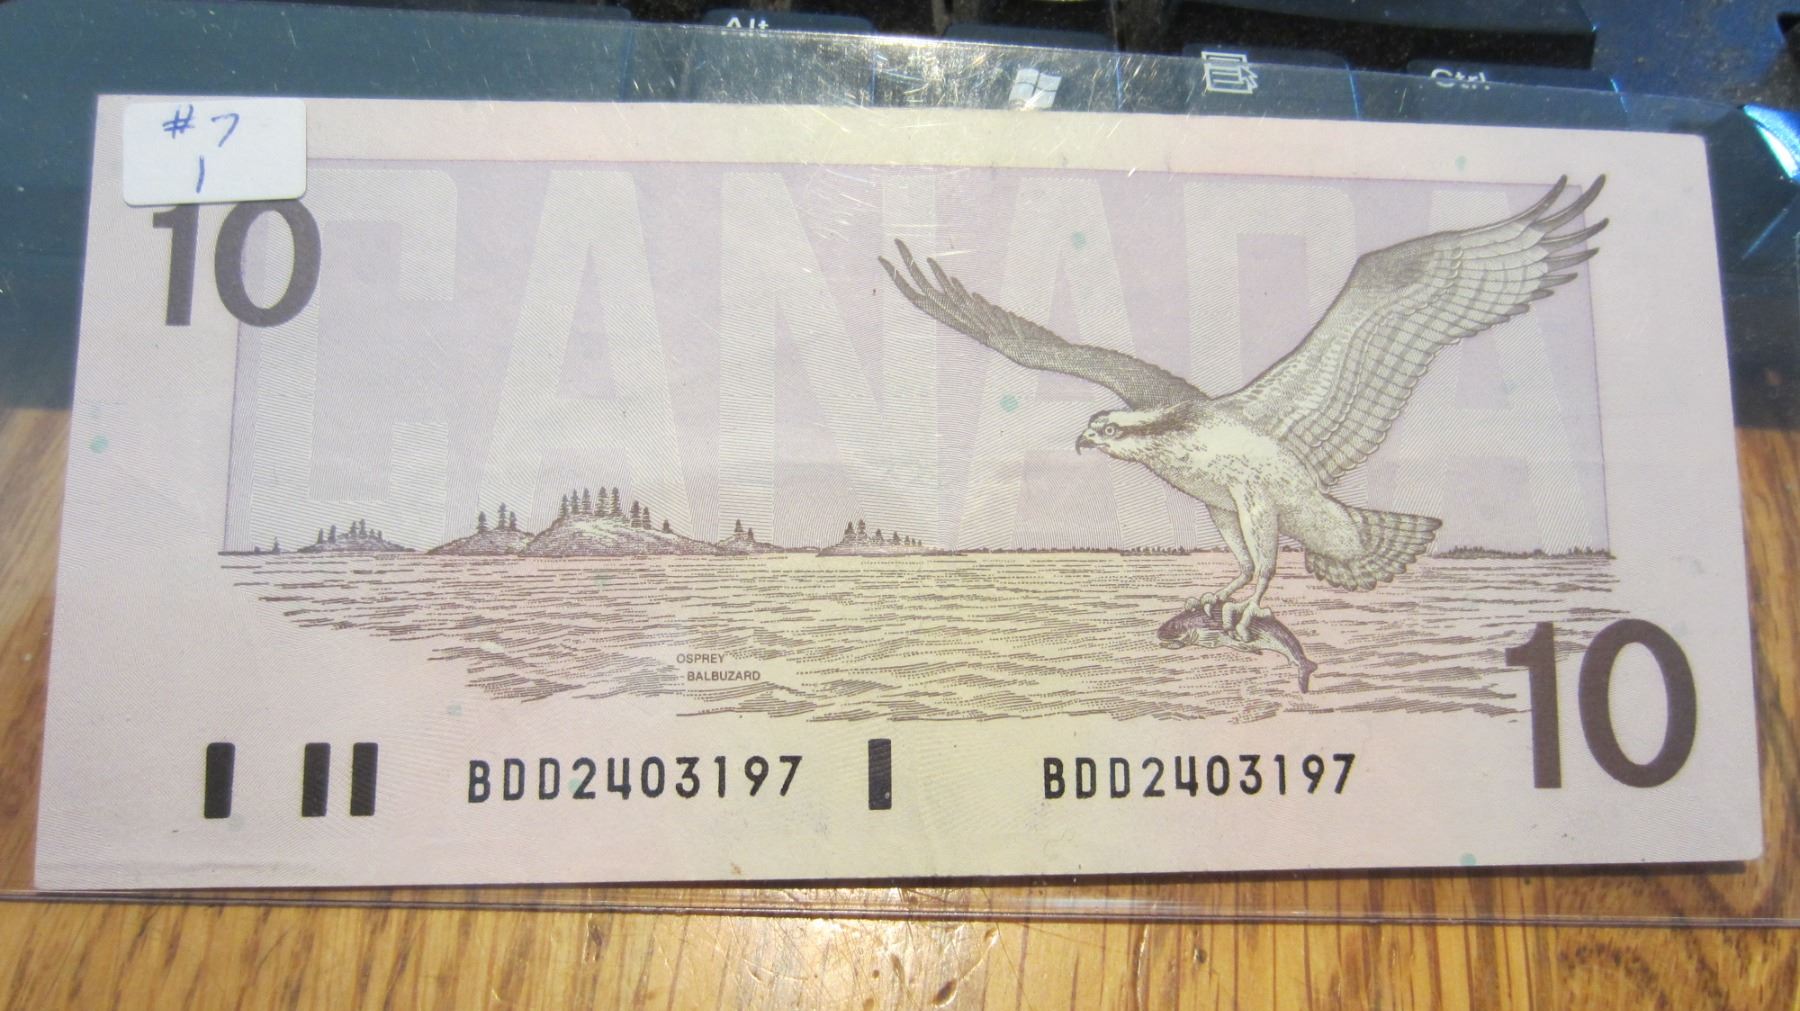 Alt
Ctrl
#7
1
10
CANADA
OSPREY
BALBUZARD
10
BDD2403197
BDD2403197